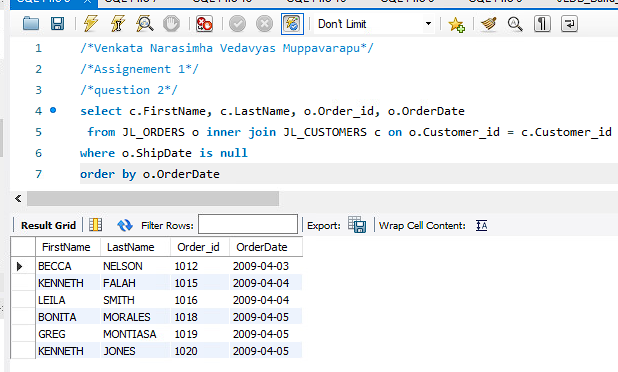 Don't Limit
1 /*Venkata Narasimha Vedavyas Muppavarapu*/
2 /*Assignement 1*/
3 /*question 2*/
4 select c.FirstName, c.LastName, o.Order_id, o.OrderDate
5 from JL_ORDERS o inner join JL_CUSTOMERS c on o.Customer_id = c.Customer_id
6 where o.ShipDate is null
7 order by o.OrderDate
Result Grid Filter Rows: Export: Wrap Cell Content:
FirstName LastName Order_id OrderDate
BECCA NELSON 1012 2009-04-03
KENNETH FALAH 1015 2009-04-04
LEILA SMITH 1016 2009-04-04
BONITA MORALES 1018 2009-04-05
GREG MONTIASA 1019 2009-04-05
KENNETH JONES 1020 2009-04-05